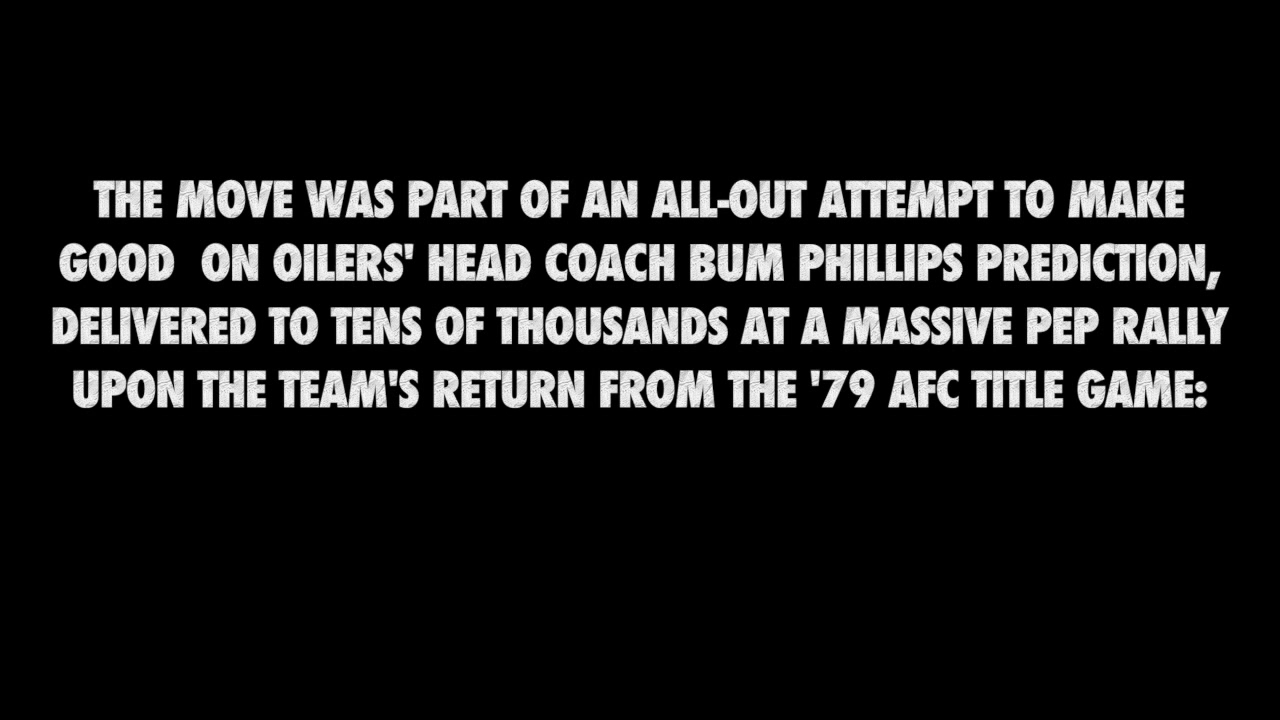 THE MOVE WAS PART OF AN ALL-OUT ATTEMPT TO MAKE
GOOD  ON OILERS' HEAD COACH BUM PHILLIPS PREDICTION,
DELIVERED TO TENS OF THOUSANDS AT A MASSIVE PEP RALLY
UPON THE TEAM'S RETURN FROM THE '79 AFC TITLE GAME: